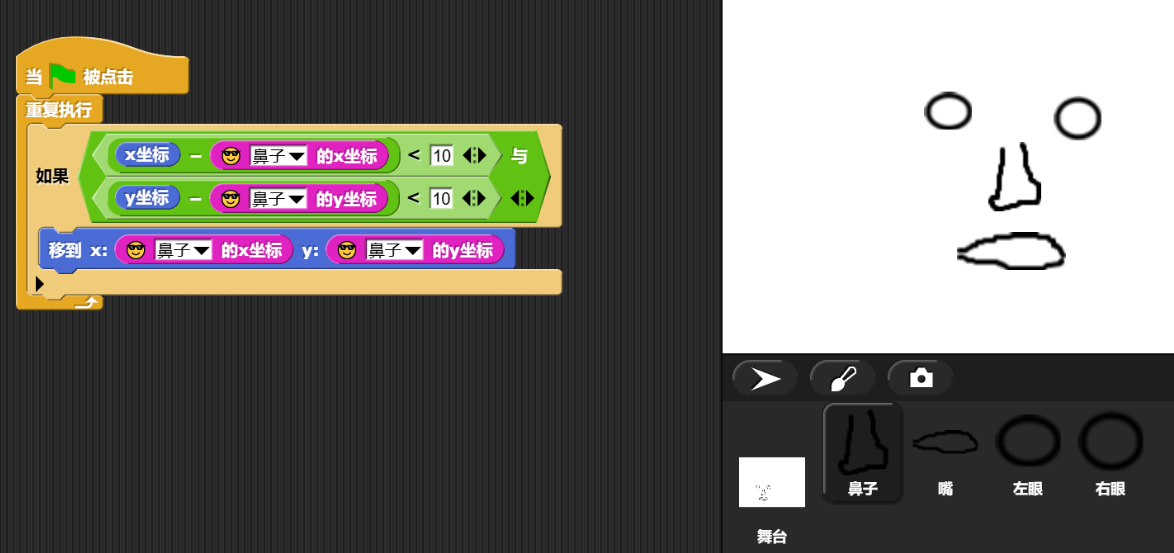 当 被点击
重复执行
如果
x坐标 − 😎 鼻子 的x坐标 < 10 与
y坐标 − 😎 鼻子 的y坐标 < 10
移到 x: 😎 鼻子 的x坐标 y: 😎 鼻子 的y坐标
鼻子 嘴 左眼 右眼
舞台